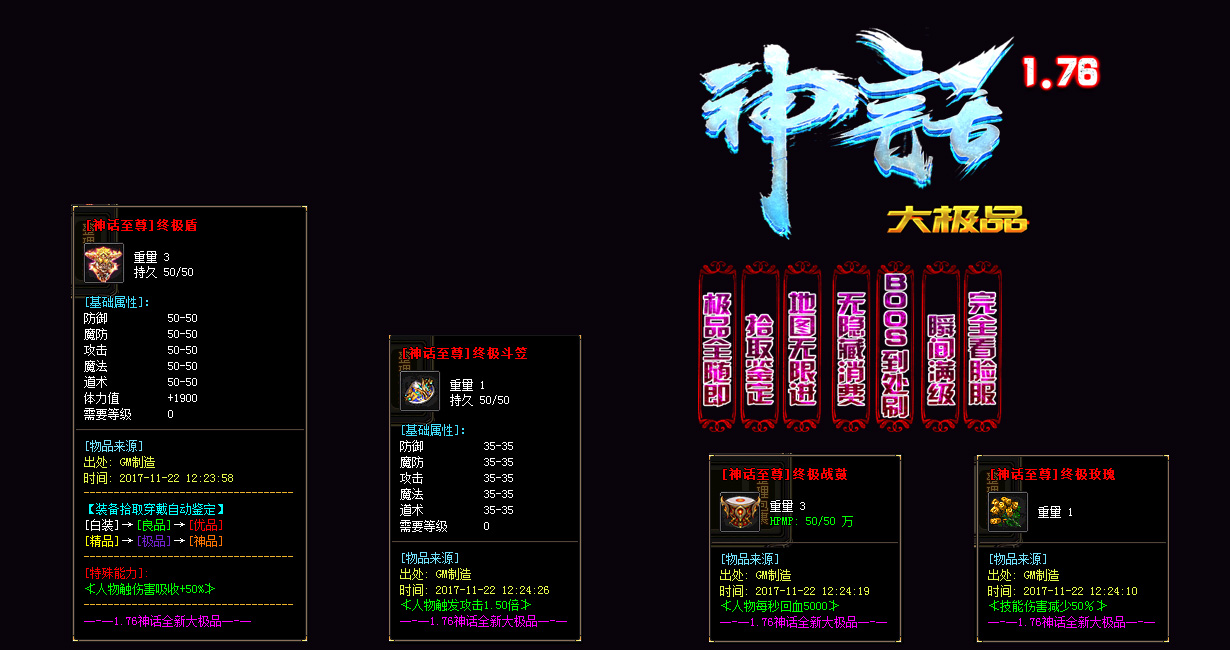 神话
1.76
大极品
极品全随即
拾取鉴定
地图无限进
无隐藏消费
BOOS到处刷
瞬间满级
完全看脸服
[神话至尊]终极盾
重量 3
持久 50/50
[基础属性]:
防御 50-50
魔防 50-50
攻击 50-50
魔法 50-50
道术 50-50
体力值 +1900
需要等级 0
[物品来源]
出处: GM制造
时间: 2017-11-22 12:23:58
【装备拾取穿戴自动鉴定】
[白装]→[良品]→[优品]
[精品]→[极品]→[神品]
[特殊能力]:
≮人物触伤害吸收+50%≯
—-—1.76神话全新大极品—-—
[神话至尊]终极斗笠
重量 1
持久 50/50
[基础属性]:
防御 35-35
魔防 35-35
攻击 35-35
魔法 35-35
道术 35-35
需要等级 0
[物品来源]
出处: GM制造
时间: 2017-11-22 12:24:26
≮人物触发攻击1.50倍≯
—-—1.76神话全新大极品—-—
[神话至尊]终极战鼓
重量 3
HPMP: 50/50 万
[物品来源]
出处: GM制造
时间: 2017-11-22 12:24:19
≮人物每秒回血5000≯
—-—1.76神话全新大极品—-—
[神话至尊]终极玫瑰
重量 1
[物品来源]
出处: GM制造
时间: 2017-11-22 12:24:10
≮技能伤害减少50%≯
—-—1.76神话全新大极品—-—